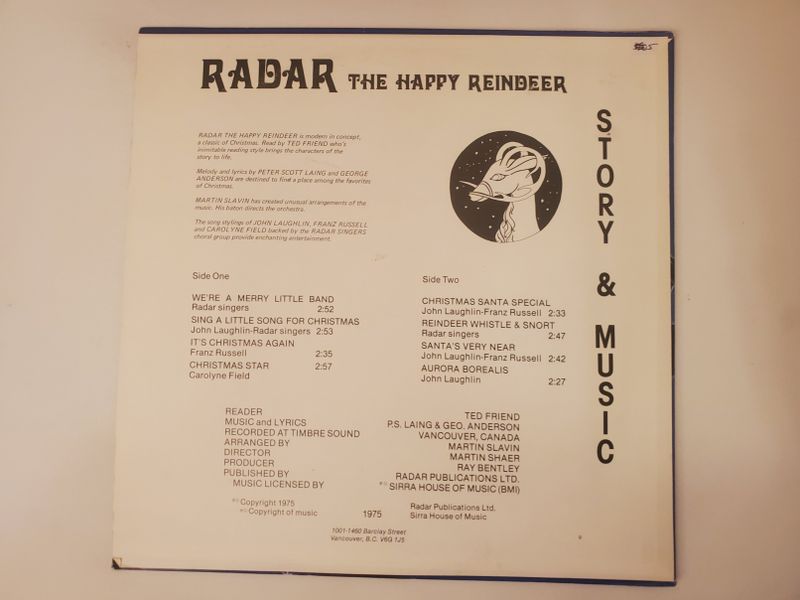 RADAR THE HAPPY REINDEER
RADAR THE HAPPY REINDEER is modern in concept,
a classic of Christmas. Read by TED FRIEND who's
inimitable reading style brings the characters of the
story to life.
Melody and lyrics by PETER SCOTT LAING and GEORGE
ANDERSON are destined to find a place among the favorites
of Christmas.
MARTIN SLAVIN has created unusual arrangements of the
music. His baton directs the orchestra.
The song stylings of JOHN LAUGHLIN, FRANZ RUSSELL
and CAROLYNE FIELD backed by the RADAR SINGERS
choral group provide enchanting entertainment.
STORY & MUSIC
Side One
WE'RE A MERRY LITTLE BAND
Radar singers 2:52
SING A LITTLE SONG FOR CHRISTMAS
John Laughlin-Radar singers 2:53
IT'S CHRISTMAS AGAIN
Franz Russell 2:35
CHRISTMAS STAR 2:57
Carolyne Field
Side Two
CHRISTMAS SANTA SPECIAL
John Laughlin-Franz Russell 2:33
REINDEER WHISTLE & SNORT
Radar singers 2:47
SANTA'S VERY NEAR
John Laughlin-Franz Russell 2:42
AURORA BOREALIS
John Laughlin 2:27
READER TED FRIEND
MUSIC and LYRICS P.S. LAING & GEO. ANDERSON
RECORDED AT TIMBRE SOUND VANCOUVER, CANADA
ARRANGED BY MARTIN SLAVIN
DIRECTOR MARTIN SHAER
PRODUCER RAY BENTLEY
PUBLISHED BY RADAR PUBLICATIONS LTD.
MUSIC LICENSED BY SIRRA HOUSE OF MUSIC (BMI)
Copyright 1975 Radar Publications Ltd.
Copyright of music 1975 Sirra House of Music
1001-1460 Barclay Street
Vancouver, B.C. V6G 1J5